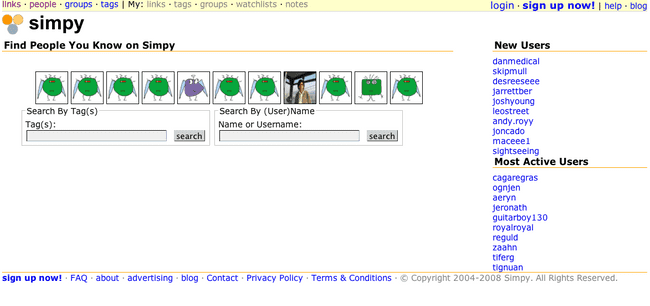 links · people · groups · tags | My: links · tags · groups · watchlists · notes
login · sign up now! | help · blog
simpy
Find People You Know on Simpy
Search By Tag(s)
Tag(s):
search
Search By (User)Name
Name or Username:
search
New Users
danmedical
skipmull
desreeseee
jarrettber
joshyoung
leostreet
andy.royy
joncado
maceee1
sightseeing
Most Active Users
cagaregras
ognjen
aeryn
jeronath
guitarboy130
royalroyal
reguld
zaahn
tiferg
tignuan
sign up now! · FAQ · about · advertising · blog · Contact · Privacy Policy · Terms & Conditions · © Copyright 2004-2008 Simpy. All Rights Reserved.